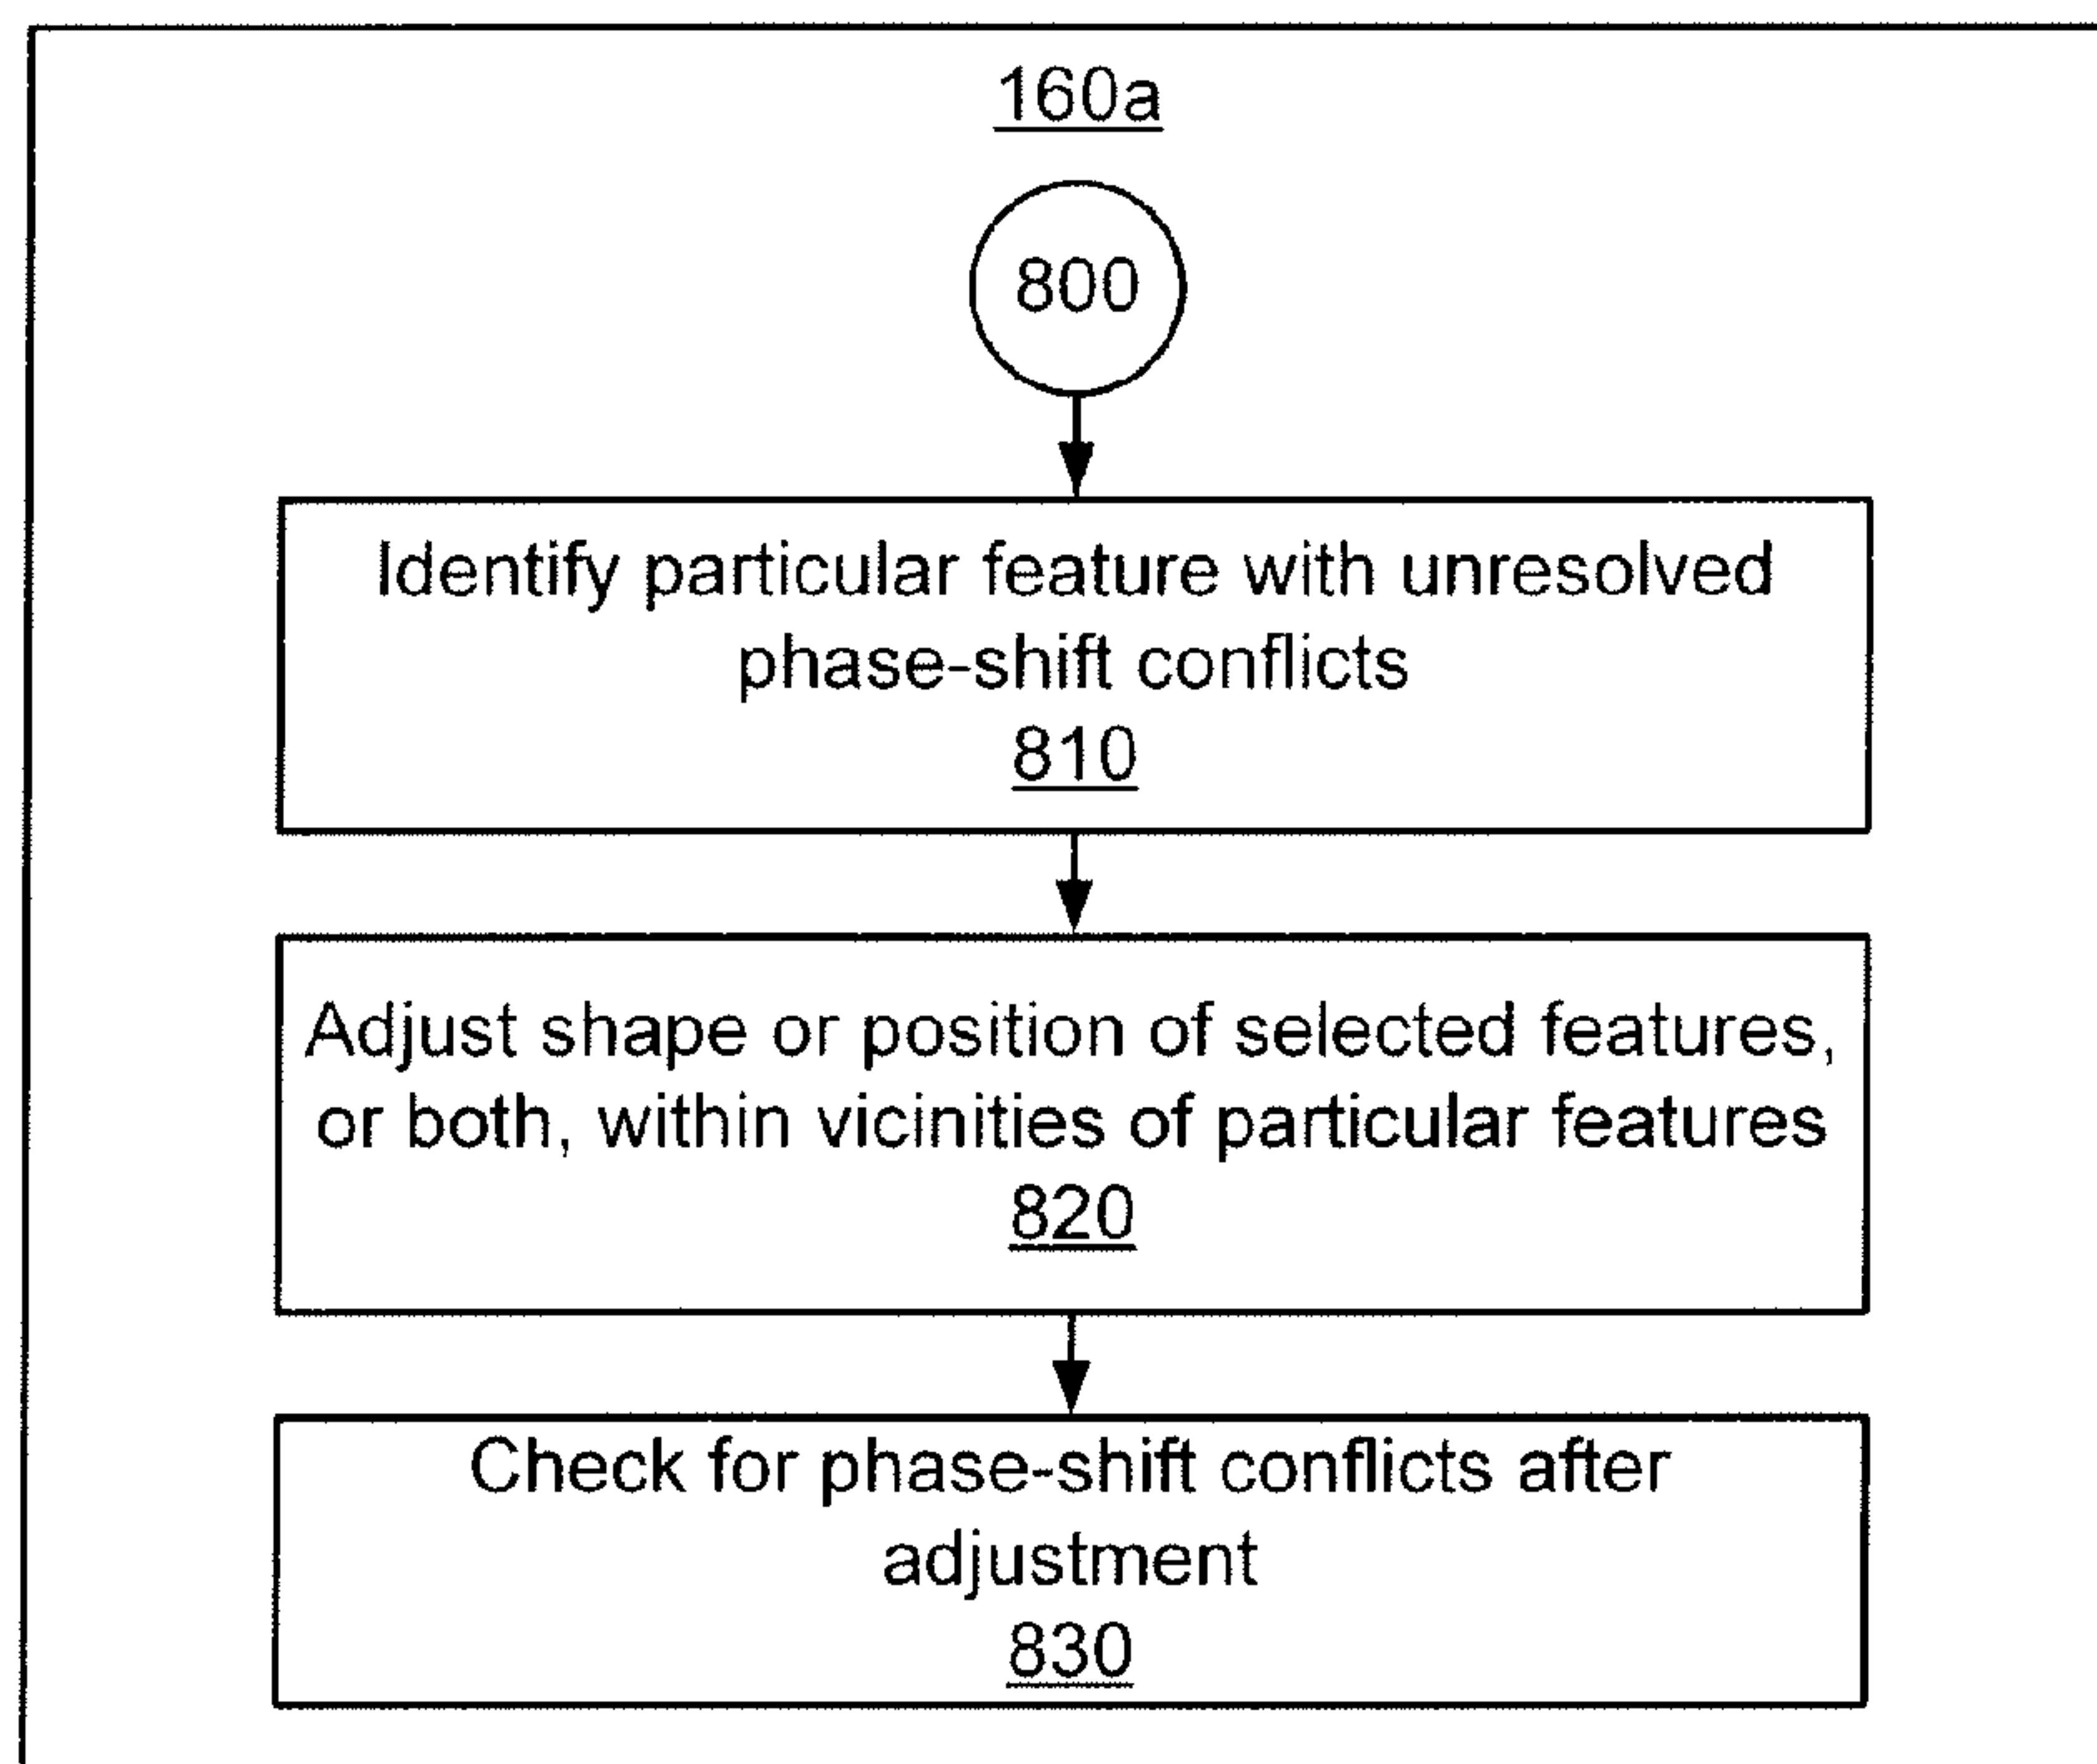 160a
800
Identify particular feature with unresolved
phase-shift conflicts
810
Adjust shape or position of selected features,
or both, within vicinities of particular features
820
Check for phase-shift conflicts after
adjustment
830